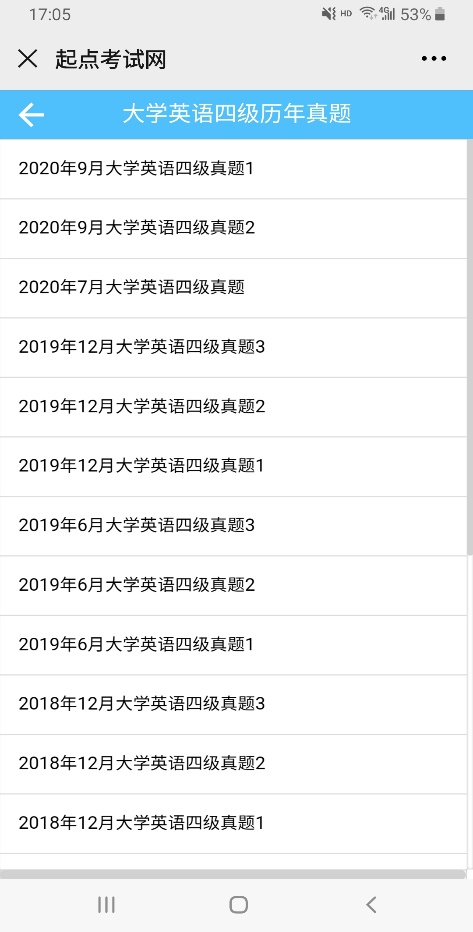 17:05 HD 4G 53%
起点考试网
大学英语四级历年真题
2020年9月大学英语四级真题1
2020年9月大学英语四级真题2
2020年7月大学英语四级真题
2019年12月大学英语四级真题3
2019年12月大学英语四级真题2
2019年12月大学英语四级真题1
2019年6月大学英语四级真题3
2019年6月大学英语四级真题2
2019年6月大学英语四级真题1
2018年12月大学英语四级真题3
2018年12月大学英语四级真题2
2018年12月大学英语四级真题1